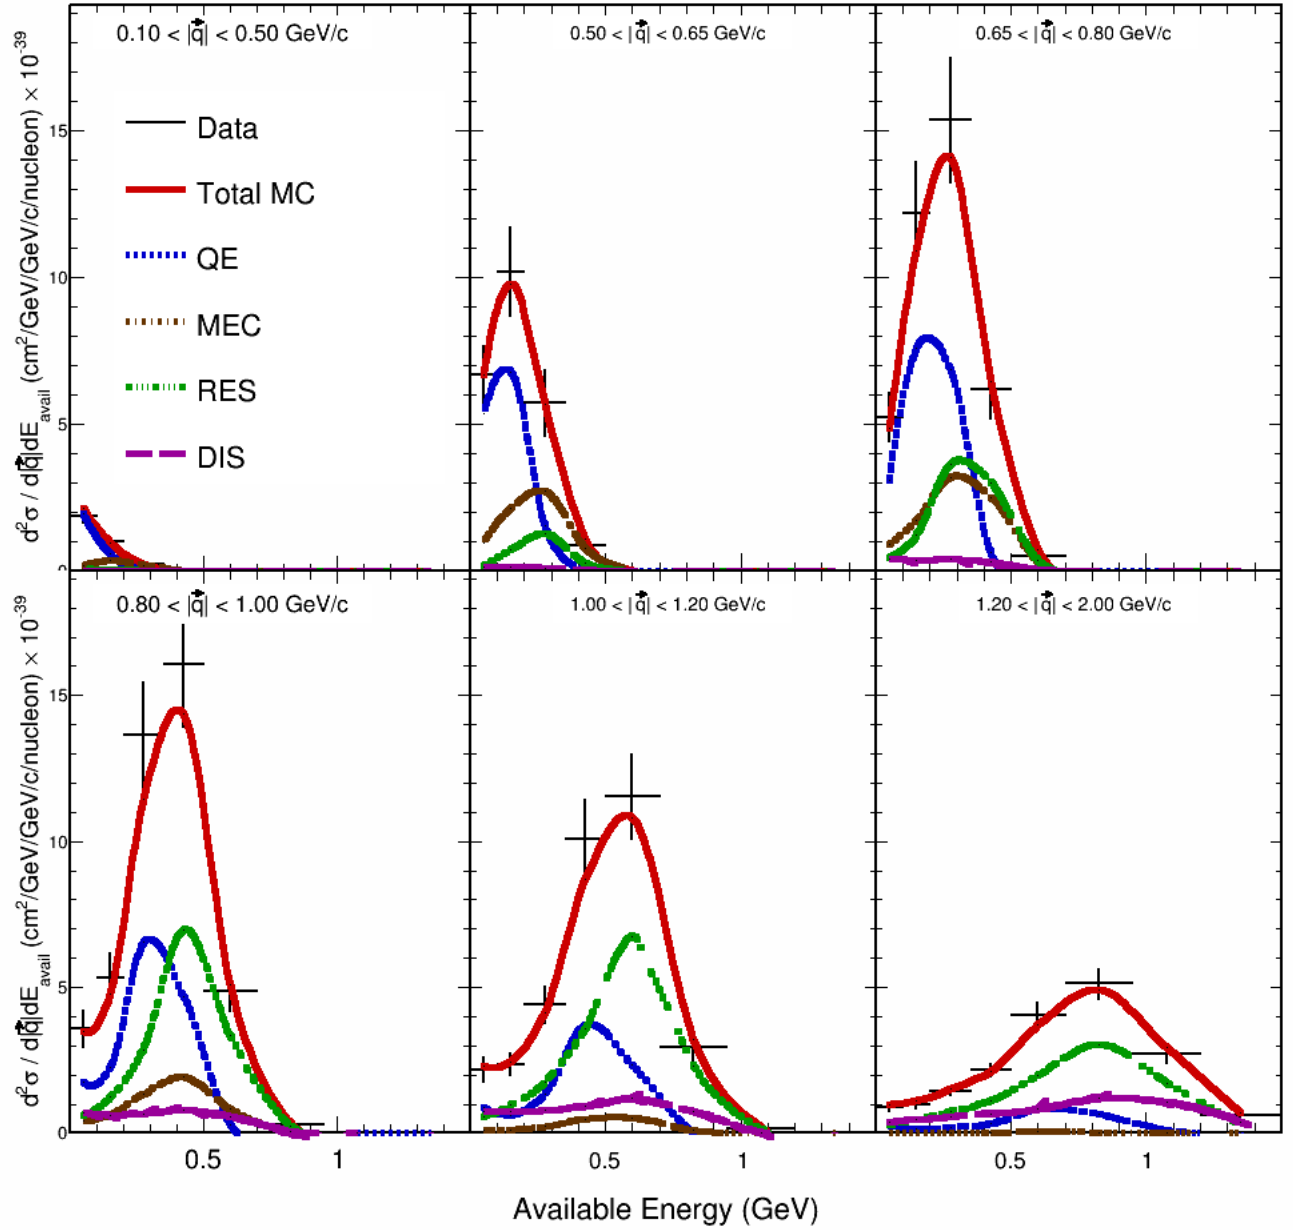 0.10 < |q⃗| < 0.50 GeV/c
0.50 < |q⃗| < 0.65 GeV/c
0.65 < |q⃗| < 0.80 GeV/c
d²σ / d|q⃗|dE_avail (cm²/GeV/GeV/c/nucleon) × 10⁻³⁹
15
10
5
0
Data
Total MC
QE
MEC
RES
DIS
0.80 < |q⃗| < 1.00 GeV/c
1.00 < |q⃗| < 1.20 GeV/c
1.20 < |q⃗| < 2.00 GeV/c
d²σ / d|q⃗|dE_avail (cm²/GeV/GeV/c/nucleon) × 10⁻³⁹
15
10
5
0
0.5 1 0.5 1 0.5 1
Available Energy (GeV)